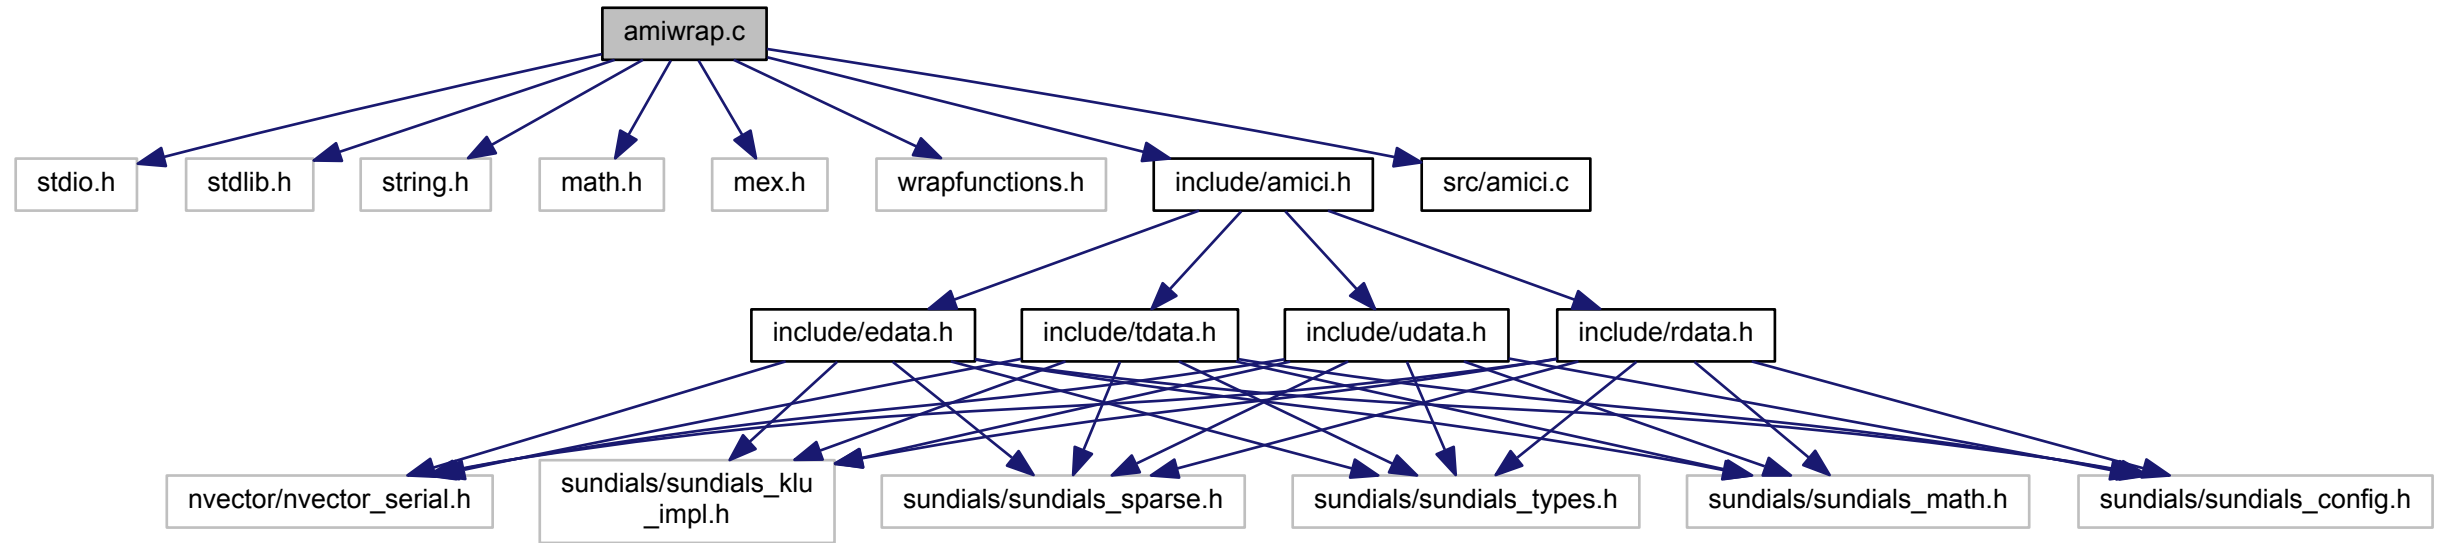 amiwrap.c
stdio.h
stdlib.h
string.h
math.h
mex.h
wrapfunctions.h
include/amici.h
src/amici.c
include/edata.h
include/tdata.h
include/udata.h
include/rdata.h
nvector/nvector_serial.h
sundials/sundials_klu
_impl.h
sundials/sundials_sparse.h
sundials/sundials_types.h
sundials/sundials_math.h
sundials/sundials_config.h